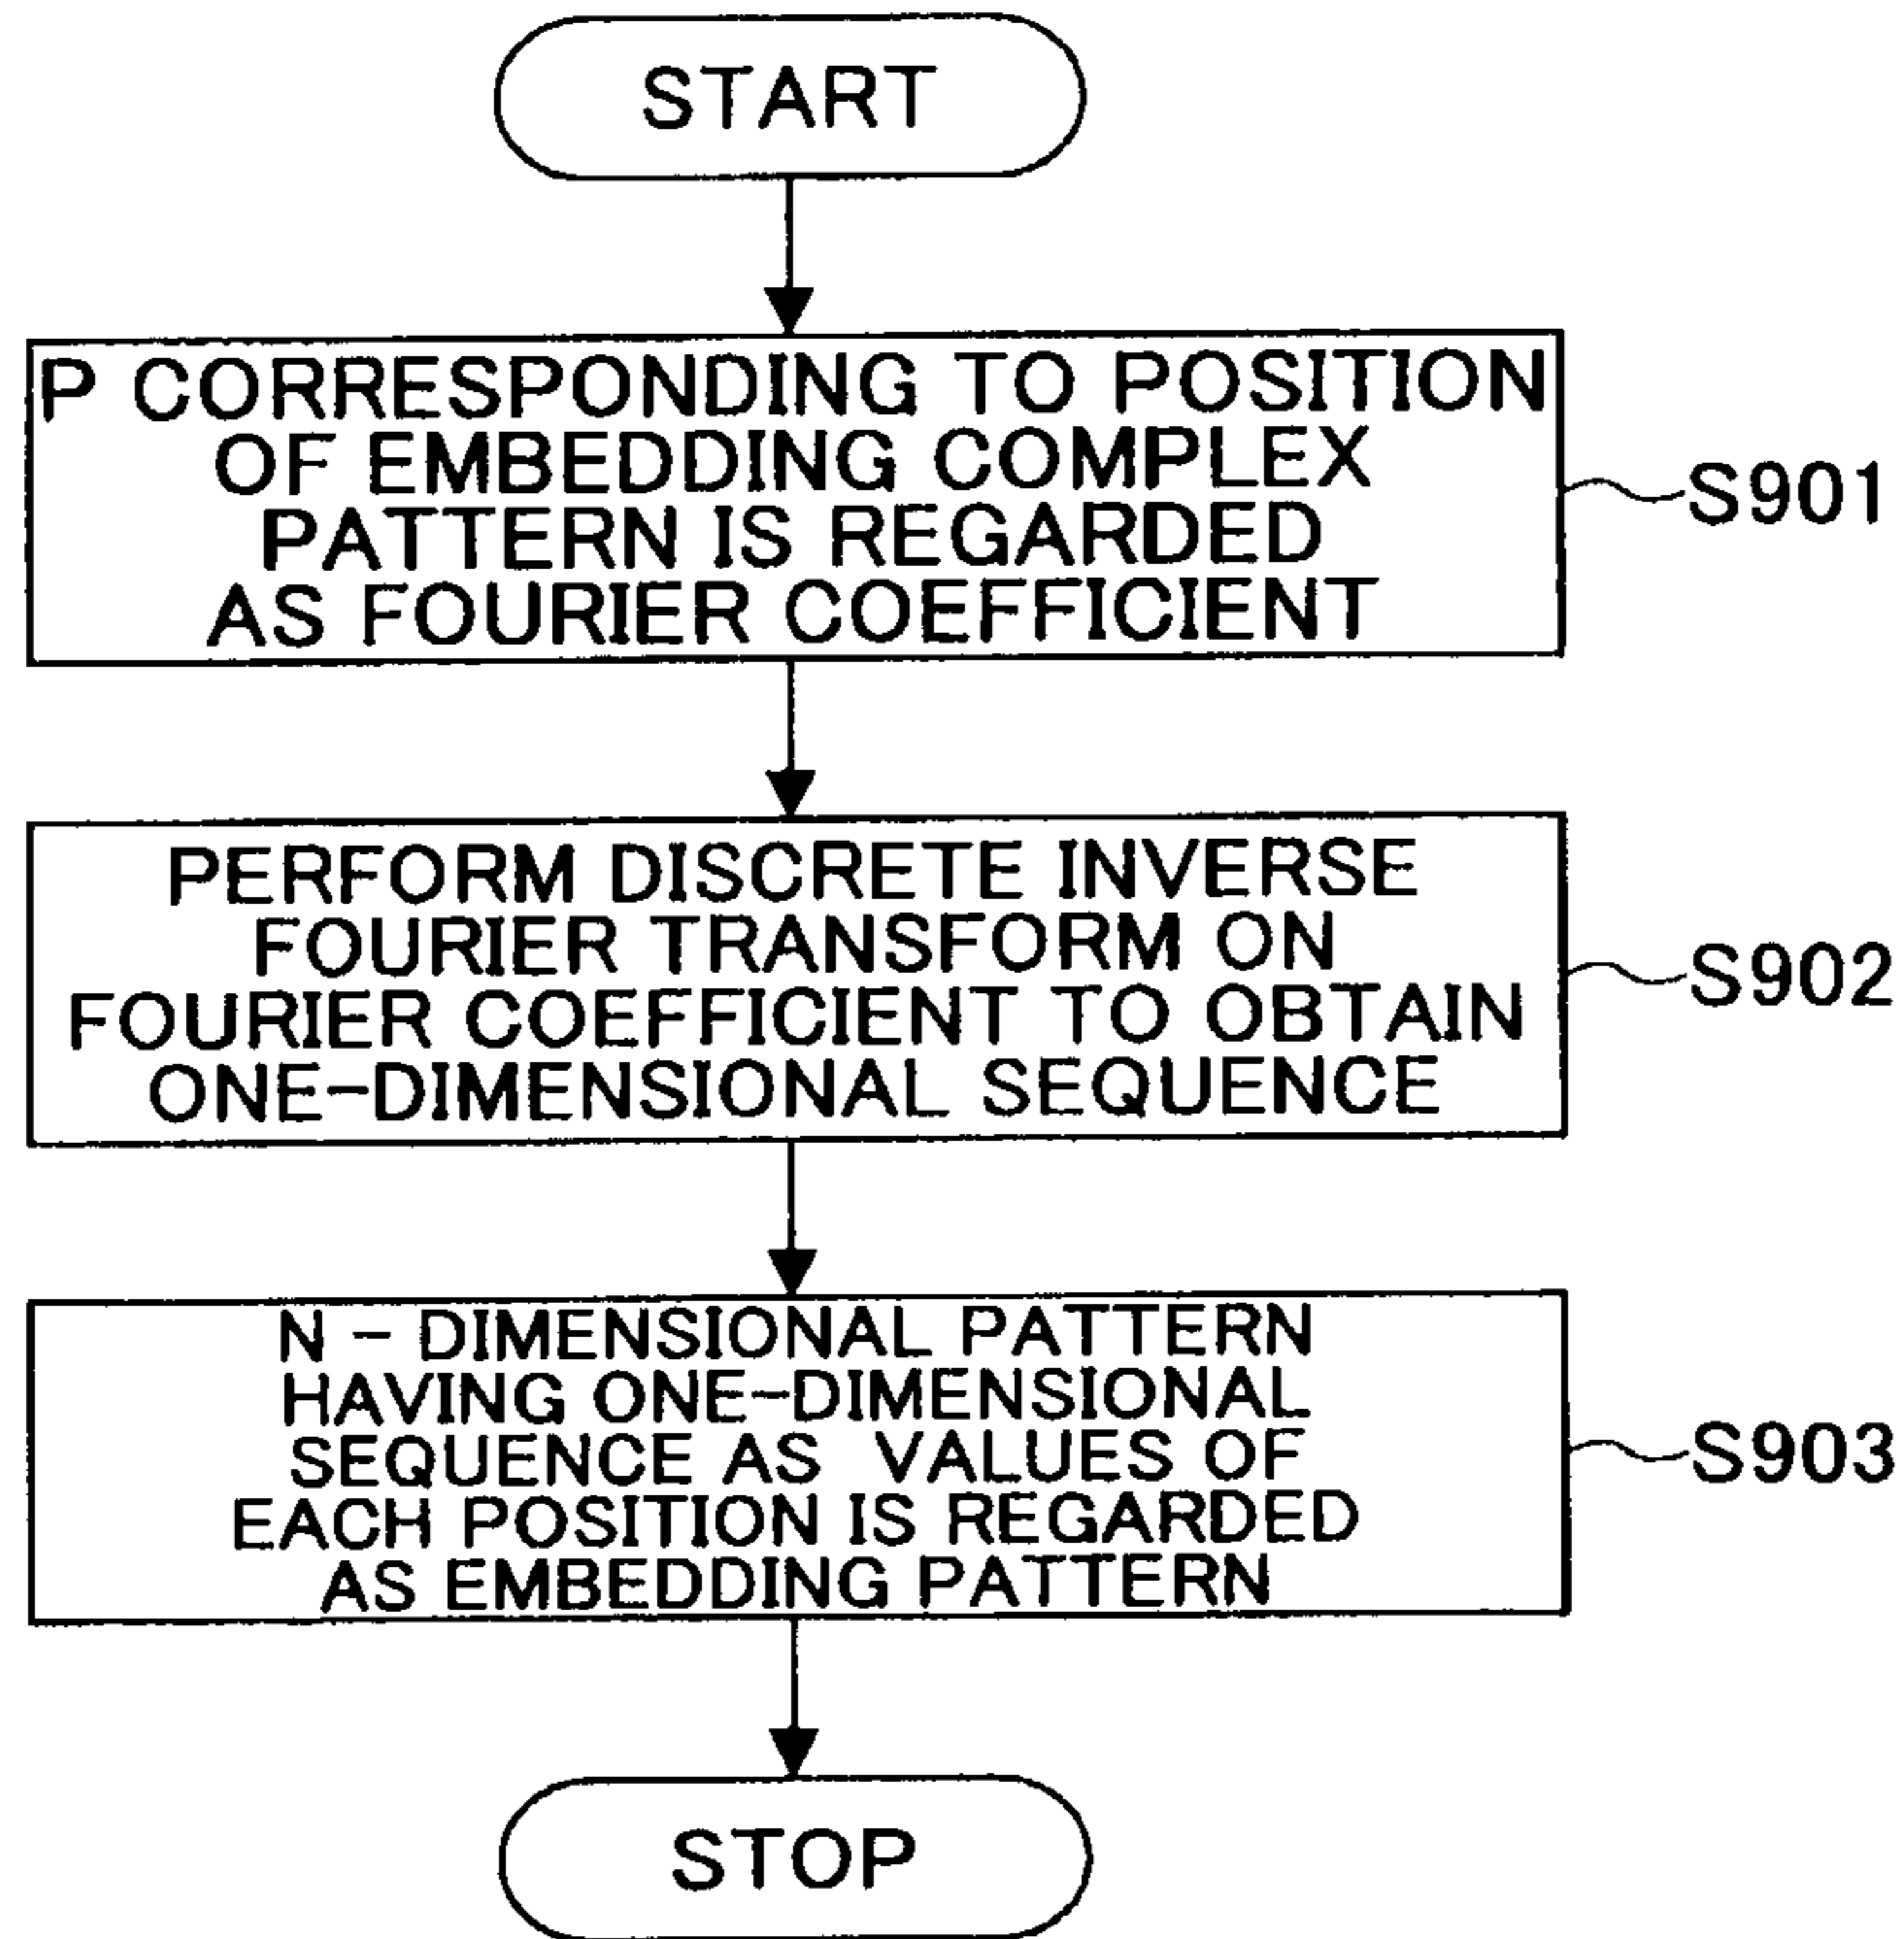 START
P CORRESPONDING TO POSITION
OF EMBEDDING COMPLEX
PATTERN IS REGARDED
AS FOURIER COEFFICIENT
S901
PERFORM DISCRETE INVERSE
FOURIER TRANSFORM ON
FOURIER COEFFICIENT TO OBTAIN
ONE-DIMENSIONAL SEQUENCE
S902
N - DIMENSIONAL PATTERN
HAVING ONE-DIMENSIONAL
SEQUENCE AS VALUES OF
EACH POSITION IS REGARDED
AS EMBEDDING PATTERN
S903
STOP